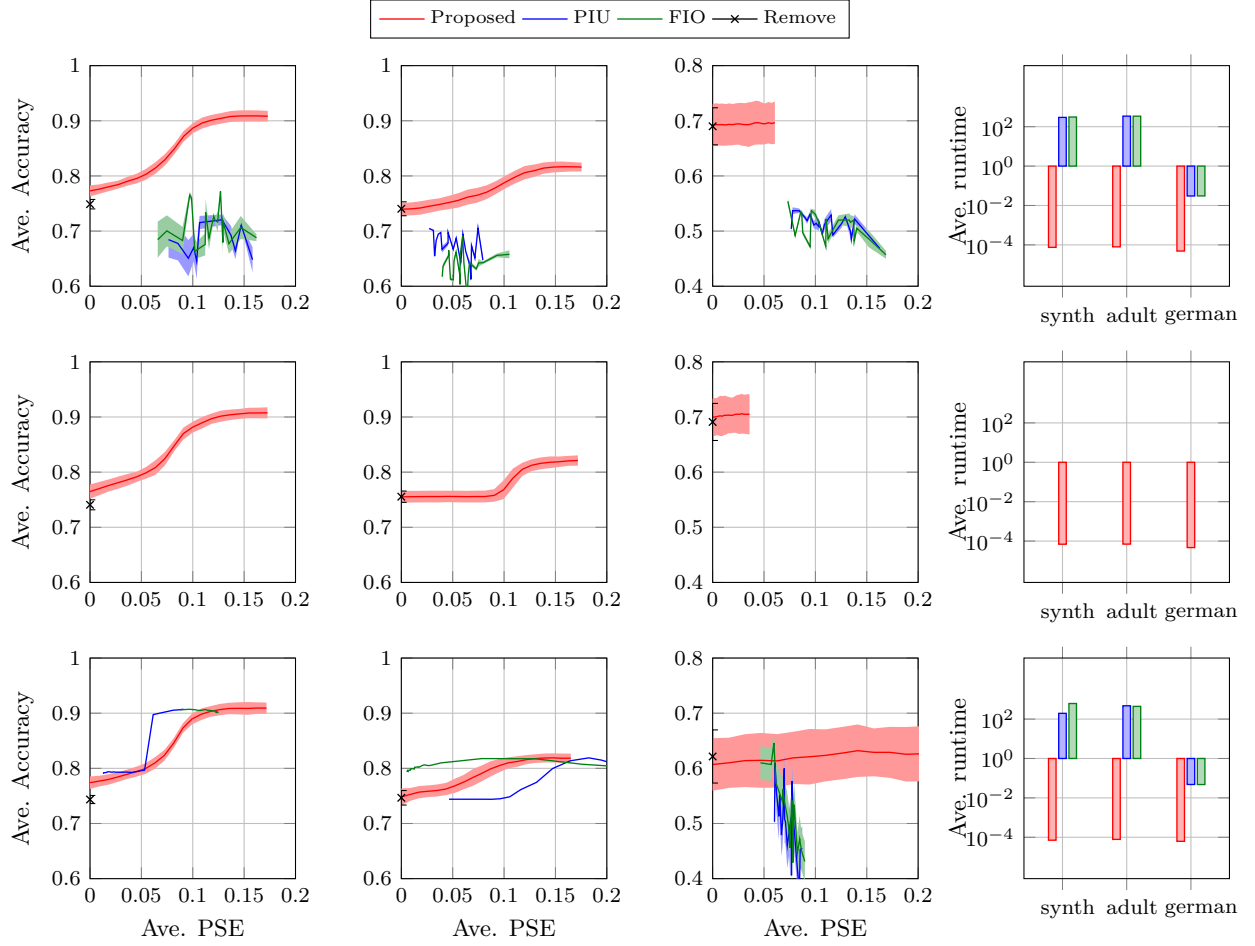 Proposed PIU FIO Remove
1 1 0.8
0.9 0.9 0.7 10^2
0.8 0.8 0.6 10^0
0.7 0.7 0.5 10^−2
0.6 0.6 0.4 10^−4
Ave. Accuracy
Ave. runtime
0 0.05 0.1 0.15 0.2 0 0.05 0.1 0.15 0.2 0 0.05 0.1 0.15 0.2 synth adult german
1 1 0.8
0.9 0.9 0.7 10^2
0.8 0.8 0.6 10^0
0.7 0.7 0.5 10^−2
0.6 0.6 0.4 10^−4
Ave. Accuracy
Ave. runtime
0 0.05 0.1 0.15 0.2 0 0.05 0.1 0.15 0.2 0 0.05 0.1 0.15 0.2 synth adult german
1 1 0.8
0.9 0.9 0.7 10^2
0.8 0.8 0.6 10^0
0.7 0.7 0.5 10^−2
0.6 0.6 0.4 10^−4
Ave. Accuracy
Ave. runtime
0 0.05 0.1 0.15 0.2 0 0.05 0.1 0.15 0.2 0 0.05 0.1 0.15 0.2 synth adult german
Ave. PSE Ave. PSE Ave. PSE